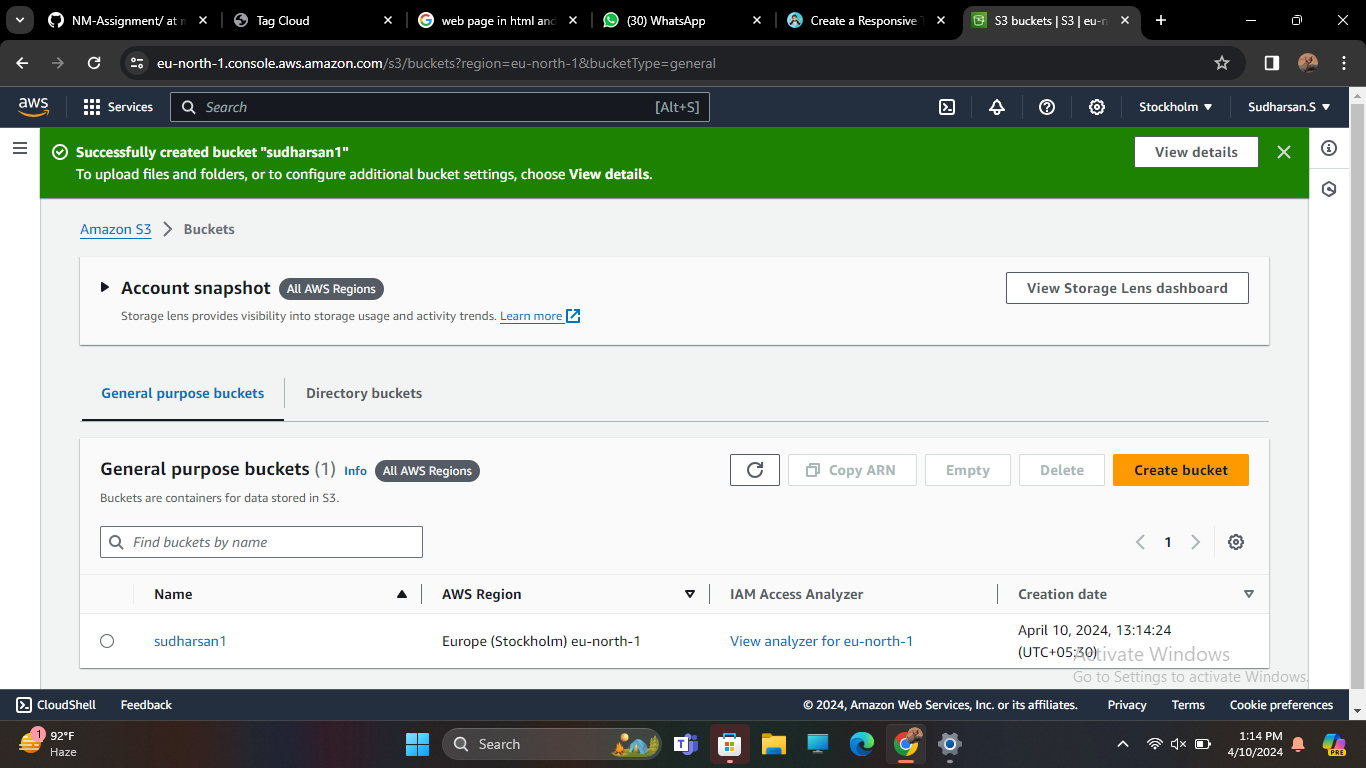 NM-Assignment/ at m
Tag Cloud
web page in html and
(30) WhatsApp
Create a Responsive T
S3 buckets | S3 | eu-n
eu-north-1.console.aws.amazon.com/s3/buckets?region=eu-north-1&bucketType=general
aws
Services
Search
[Alt+S]
Stockholm
Sudharsan.S
Successfully created bucket "sudharsan1"
To upload files and folders, or to configure additional bucket settings, choose View details.
View details
Amazon S3 > Buckets
Account snapshot
All AWS Regions
View Storage Lens dashboard
Storage lens provides visibility into storage usage and activity trends. Learn more
General purpose buckets
Directory buckets
General purpose buckets (1) Info
All AWS Regions
Copy ARN
Empty
Delete
Create bucket
Buckets are containers for data stored in S3.
Find buckets by name
1
Name
AWS Region
IAM Access Analyzer
Creation date
sudharsan1
Europe (Stockholm) eu-north-1
View analyzer for eu-north-1
April 10, 2024, 13:14:24
(UTC+05:30)
Activate Windows
Go to Settings to activate Windows.
CloudShell
Feedback
© 2024, Amazon Web Services, Inc. or its affiliates.
Privacy
Terms
Cookie preferences
1
92°F
Haze
Search
1:14 PM
4/10/2024
PRE